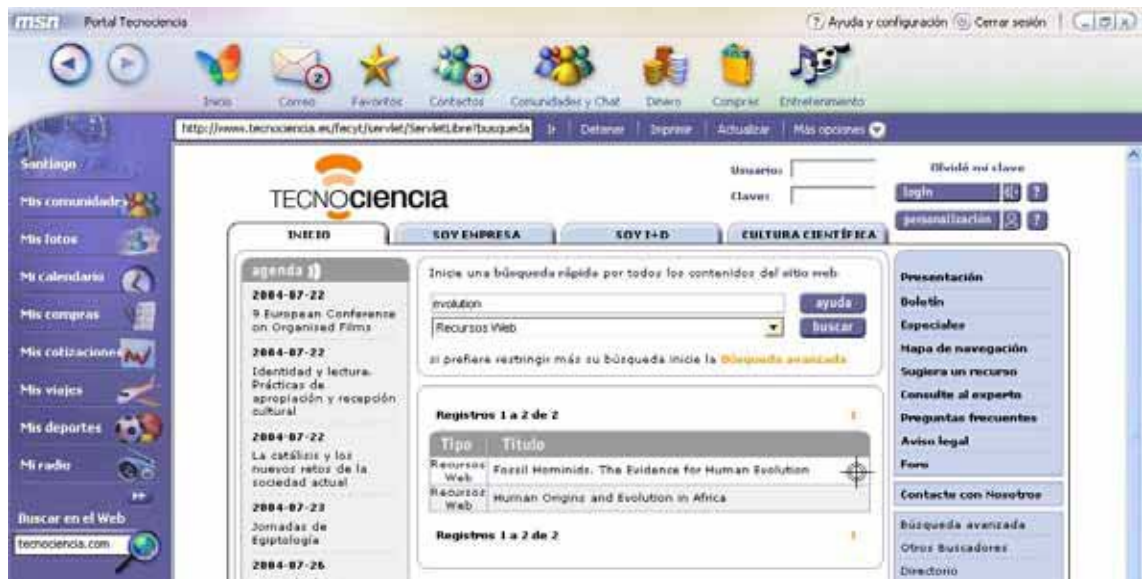 msn Portal Tecnociencia
Ayuda y configuración Cerrar sesión
2 3
Inicio Correo Favoritos Contactos Comunidades y Chat Dinero Compras Entretenimiento
http://www.tecnociencia.es/fecyt/servlet/ServletLibre?busqueda Ir Detener Imprimir Actualizar Más opciones
Santiago
Mis comunidades
Mis fotos
Mi calendario
Mis compras
Mis cotizaciones
Mis viajes
Mis deportes
Mi radio
Buscar en el Web
tecnociencia.com
TECNOciencia
Usuario:
Clave:
Olvidé mi clave
login ?
personalización ?
INICIO SOY EMPRESA SOY I+D CULTURA CIENTÍFICA
agenda
2004-07-22
9 European Conference
on Organised Films
2004-07-22
Identidad y lectura.
Prácticas de
apropiación y recepción
cultural
2004-07-22
La catálisis y los
nuevos retos de la
sociedad actual
2004-07-23
Jornadas de
Egiptología
2004-07-26
Inicie una búsqueda rápida por todos los contenidos del sitio web
nvolution ayuda
Recursos Web buscar
si prefiere restringir más su búsqueda inicie la Búsqueda avanzada
Registros 1 a 2 de 2 1
Tipo Título
Recursos
Web
Fossil Hominids. The Evidence for Human Evolution
Recursos
Web
Human Origins and Evolution in Africa
Registros 1 a 2 de 2 1
Presentación
Boletín
Especiales
Mapa de navegación
Sugiera un recurso
Consulte al experto
Preguntas frecuentes
Aviso legal
Foro
Contacte con Nosotros
Búsqueda avanzada
Otros Buscadores
Directorio